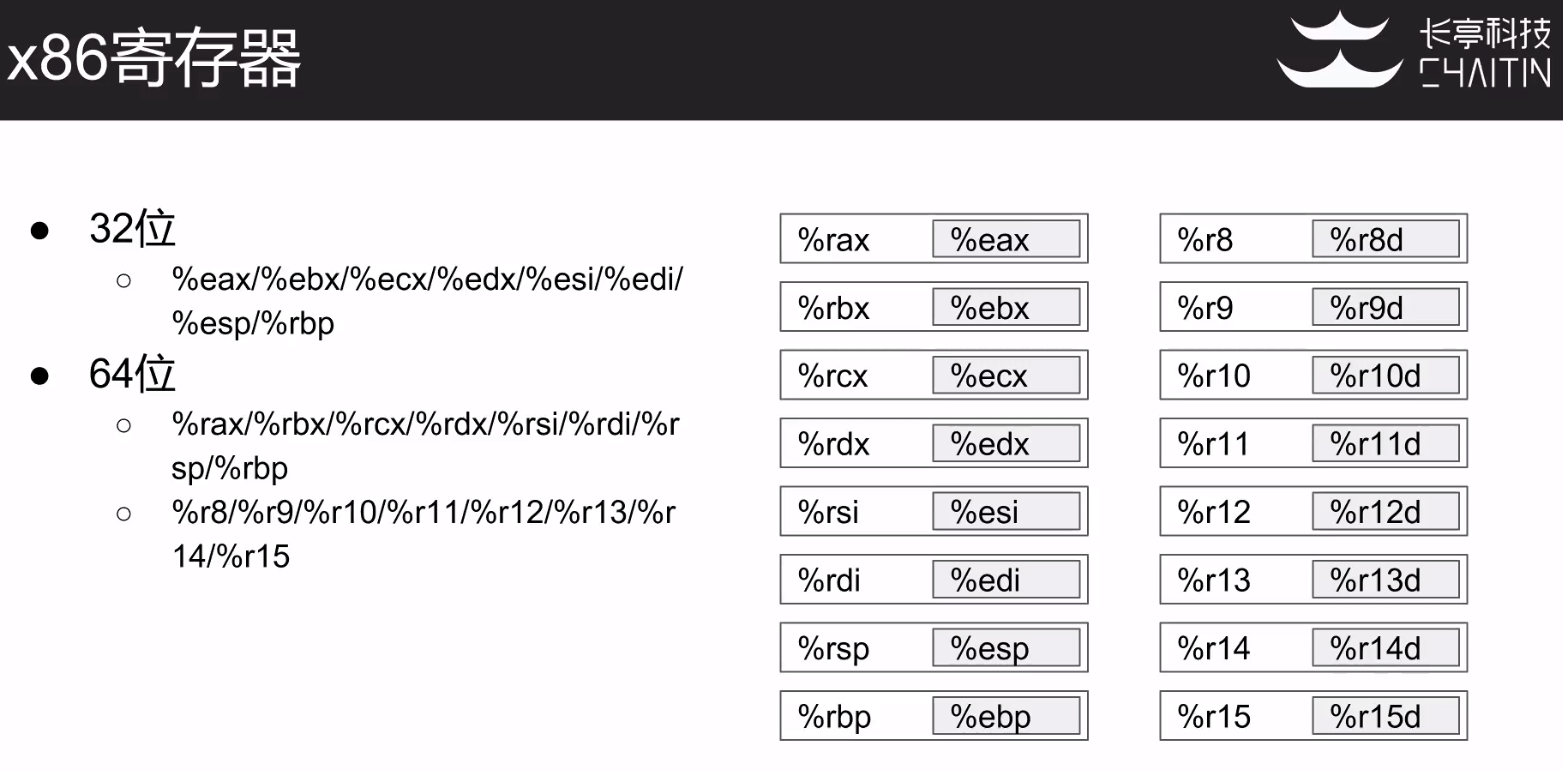 x86寄存器
长亭科技
CHAITIN
● 32位
○ %eax/%ebx/%ecx/%edx/%esi/%edi/
%esp/%rbp
● 64位
○ %rax/%rbx/%rcx/%rdx/%rsi/%rdi/%r
sp/%rbp
○ %r8/%r9/%r10/%r11/%r12/%r13/%r
14/%r15
%rax %eax
%rbx %ebx
%rcx %ecx
%rdx %edx
%rsi %esi
%rdi %edi
%rsp %esp
%rbp %ebp
%r8 %r8d
%r9 %r9d
%r10 %r10d
%r11 %r11d
%r12 %r12d
%r13 %r13d
%r14 %r14d
%r15 %r15d